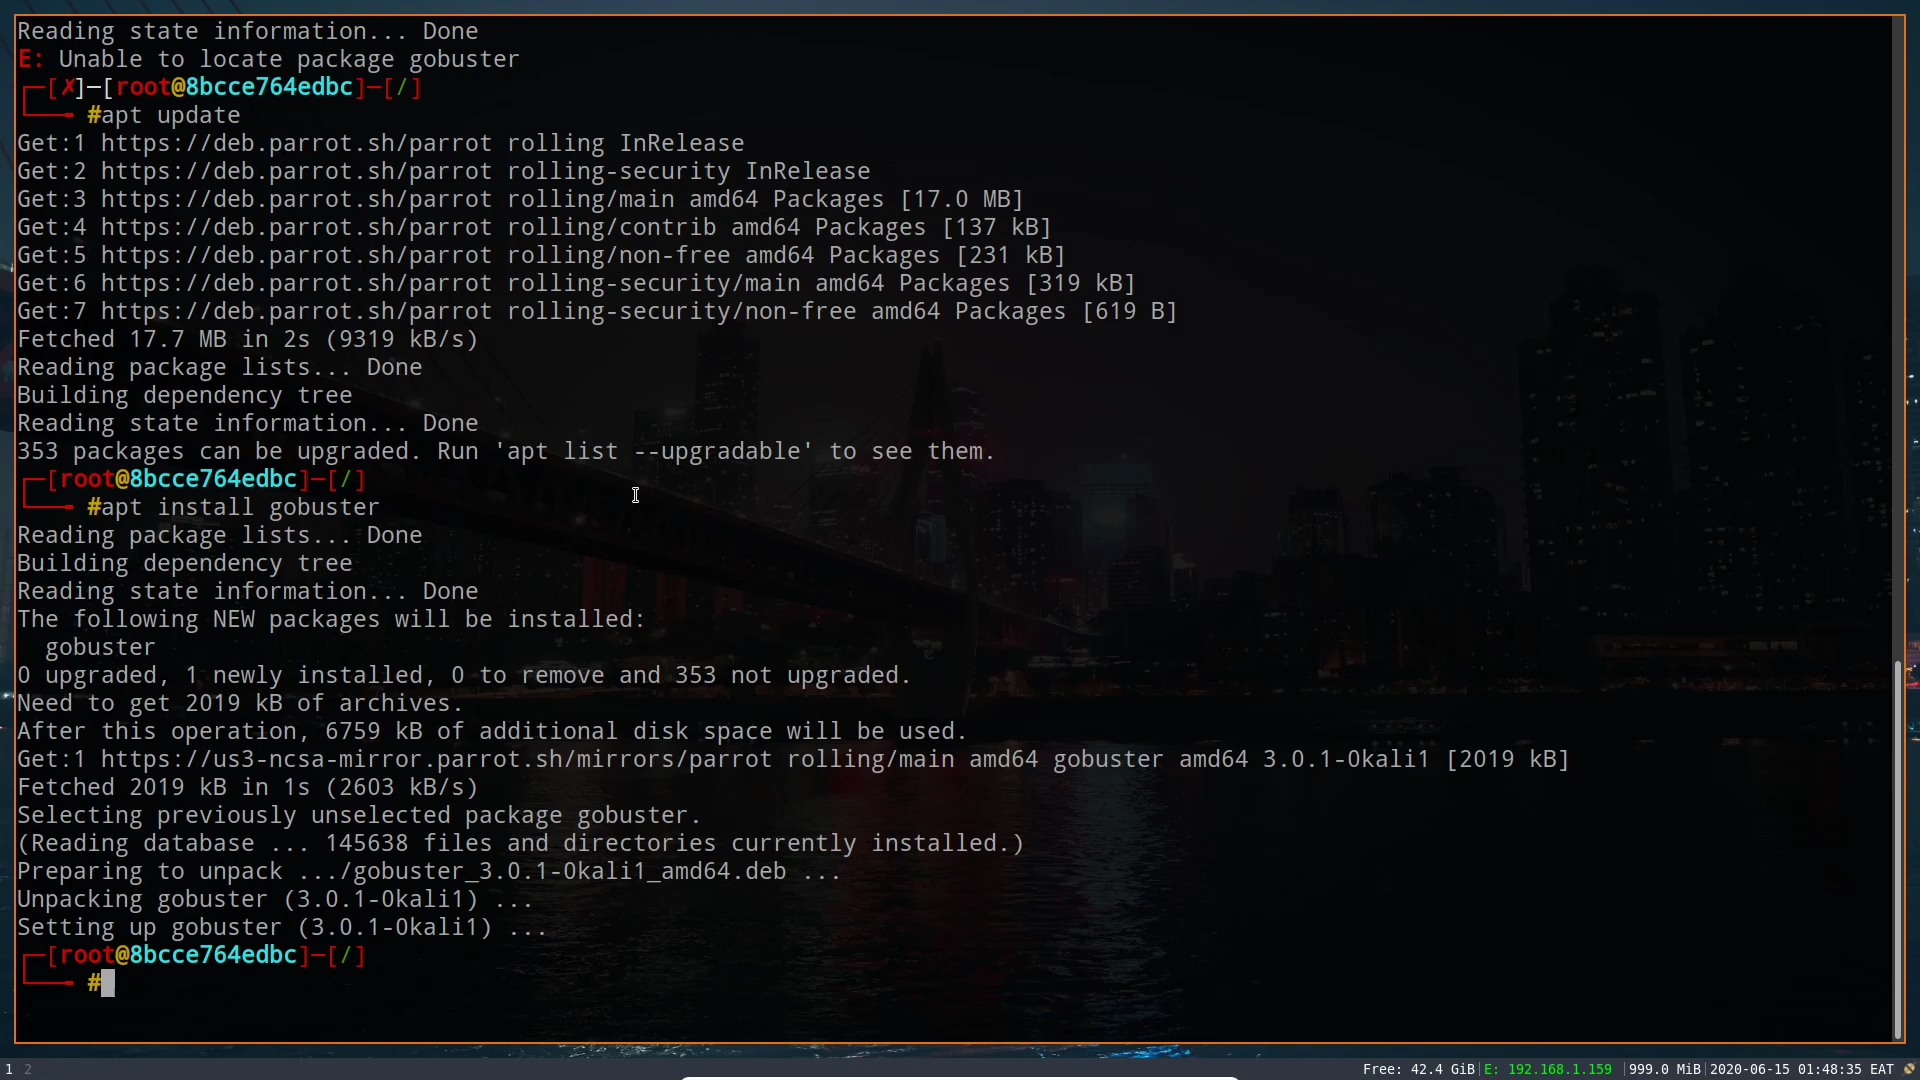 Reading state information... Done
E: Unable to locate package gobuster
┌─[✗]─[root@8bcce764edbc]─[/]
└──╼ #apt update
Get:1 https://deb.parrot.sh/parrot rolling InRelease
Get:2 https://deb.parrot.sh/parrot rolling-security InRelease
Get:3 https://deb.parrot.sh/parrot rolling/main amd64 Packages [17.0 MB]
Get:4 https://deb.parrot.sh/parrot rolling/contrib amd64 Packages [137 kB]
Get:5 https://deb.parrot.sh/parrot rolling/non-free amd64 Packages [231 kB]
Get:6 https://deb.parrot.sh/parrot rolling-security/main amd64 Packages [319 kB]
Get:7 https://deb.parrot.sh/parrot rolling-security/non-free amd64 Packages [619 B]
Fetched 17.7 MB in 2s (9319 kB/s)
Reading package lists... Done
Building dependency tree
Reading state information... Done
353 packages can be upgraded. Run 'apt list --upgradable' to see them.
┌─[root@8bcce764edbc]─[/]
└──╼ #apt install gobuster
Reading package lists... Done
Building dependency tree
Reading state information... Done
The following NEW packages will be installed:
  gobuster
0 upgraded, 1 newly installed, 0 to remove and 353 not upgraded.
Need to get 2019 kB of archives.
After this operation, 6759 kB of additional disk space will be used.
Get:1 https://us3-ncsa-mirror.parrot.sh/mirrors/parrot rolling/main amd64 gobuster amd64 3.0.1-0kali1 [2019 kB]
Fetched 2019 kB in 1s (2603 kB/s)
Selecting previously unselected package gobuster.
(Reading database ... 145638 files and directories currently installed.)
Preparing to unpack .../gobuster_3.0.1-0kali1_amd64.deb ...
Unpacking gobuster (3.0.1-0kali1) ...
Setting up gobuster (3.0.1-0kali1) ...
┌─[root@8bcce764edbc]─[/]
└──╼ #
1 2 Free: 42.4 GiB|E: 192.168.1.159 |999.0 MiB|2020-06-15 01:48:35 EAT